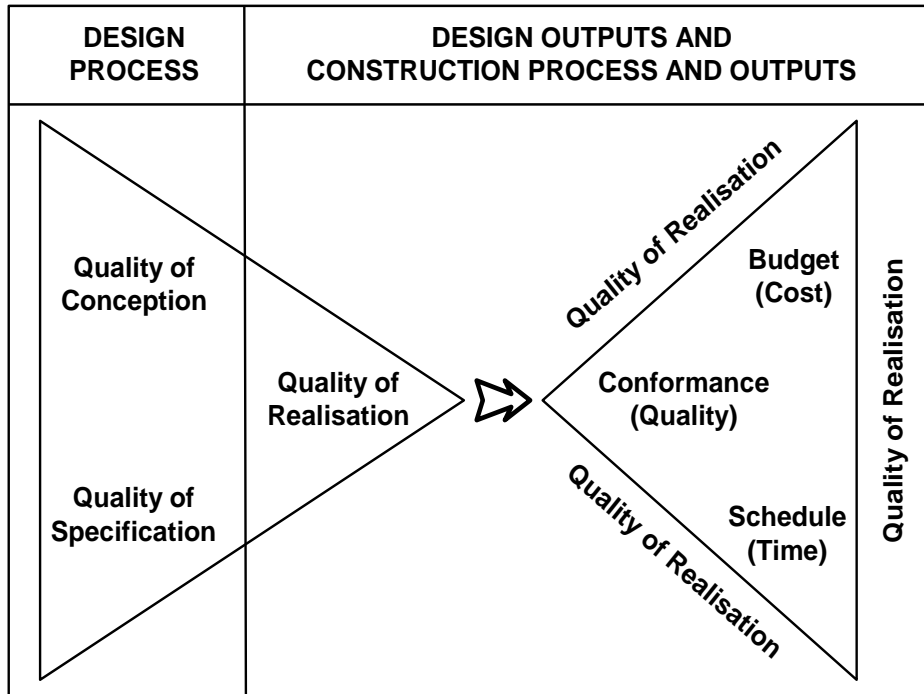 DESIGN
PROCESS
DESIGN OUTPUTS AND
CONSTRUCTION PROCESS AND OUTPUTS
Quality of
Conception
Quality of
Specification
Quality of
Realisation
Quality of Realisation
Budget
(Cost)
Conformance
(Quality)
Schedule
(Time)
Quality of Realisation
Quality of Realisation